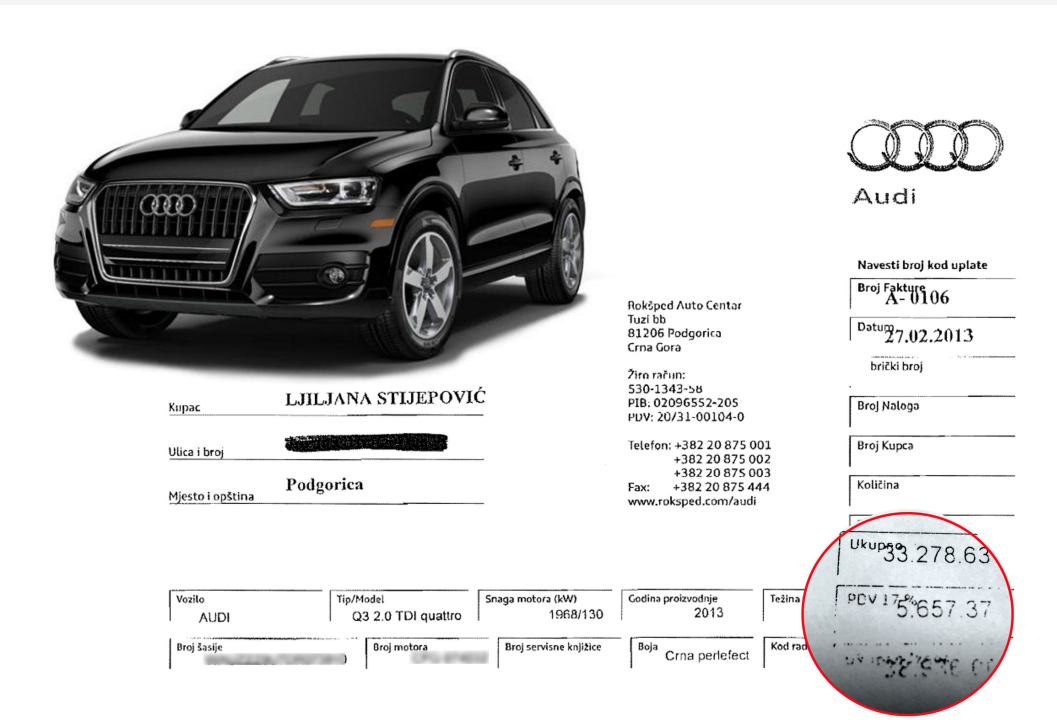 Audi
Navesti broj kod uplate
Broj Fakture
A- 0106
Datum
27.02.2013
brički broj
Broj Naloga
Broj Kupca
Količina
Rokšped Auto Centar
Tuzi bb
81206 Podgorica
Crna Gora
Žiro račun:
530-1343-58
PIB: 02096552-205
PDV: 20/31-00104-0
Telefon: +382 20 875 001
+382 20 875 002
+382 20 875 003
Fax: +382 20 875 444
www.roksped.com/audi
Kupac LJILJANA STIJEPOVIĆ
Ulica i broj
Mjesto i opština Podgorica
Ukupno
33.278.63
PDV 17 %
5.657.37
Vozilo
AUDI
Tip/Model
Q3 2.0 TDI quattro
Snaga motora (kW)
1968/130
Godina proizvodnje
2013
Težina
Broj šasije
Broj motora
Broj servisne knjižice
Boja Crna perlefect
Kod rad